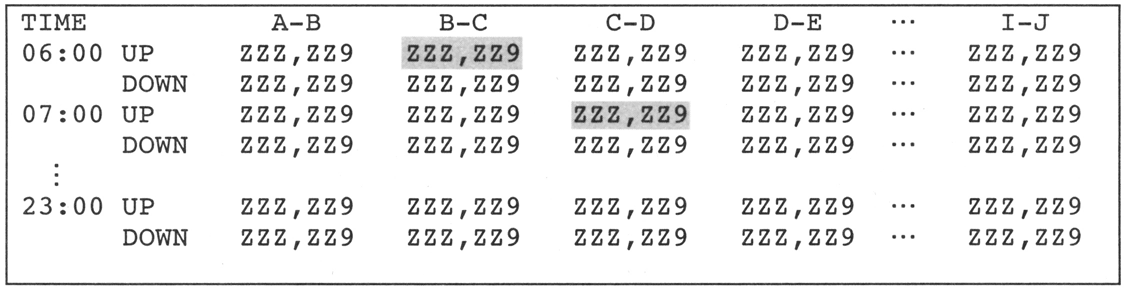 TIME A-B B-C C-D D-E ... I-J
06:00 UP ZZZ,ZZ9 ZZZ,ZZ9 ZZZ,ZZ9 ZZZ,ZZ9 ... ZZZ,ZZ9
DOWN ZZZ,ZZ9 ZZZ,ZZ9 ZZZ,ZZ9 ZZZ,ZZ9 ... ZZZ,ZZ9
07:00 UP ZZZ,ZZ9 ZZZ,ZZ9 ZZZ,ZZ9 ZZZ,ZZ9 ... ZZZ,ZZ9
DOWN ZZZ,ZZ9 ZZZ,ZZ9 ZZZ,ZZ9 ZZZ,ZZ9 ... ZZZ,ZZ9
⋮
23:00 UP ZZZ,ZZ9 ZZZ,ZZ9 ZZZ,ZZ9 ZZZ,ZZ9 ... ZZZ,ZZ9
DOWN ZZZ,ZZ9 ZZZ,ZZ9 ZZZ,ZZ9 ZZZ,ZZ9 ... ZZZ,ZZ9